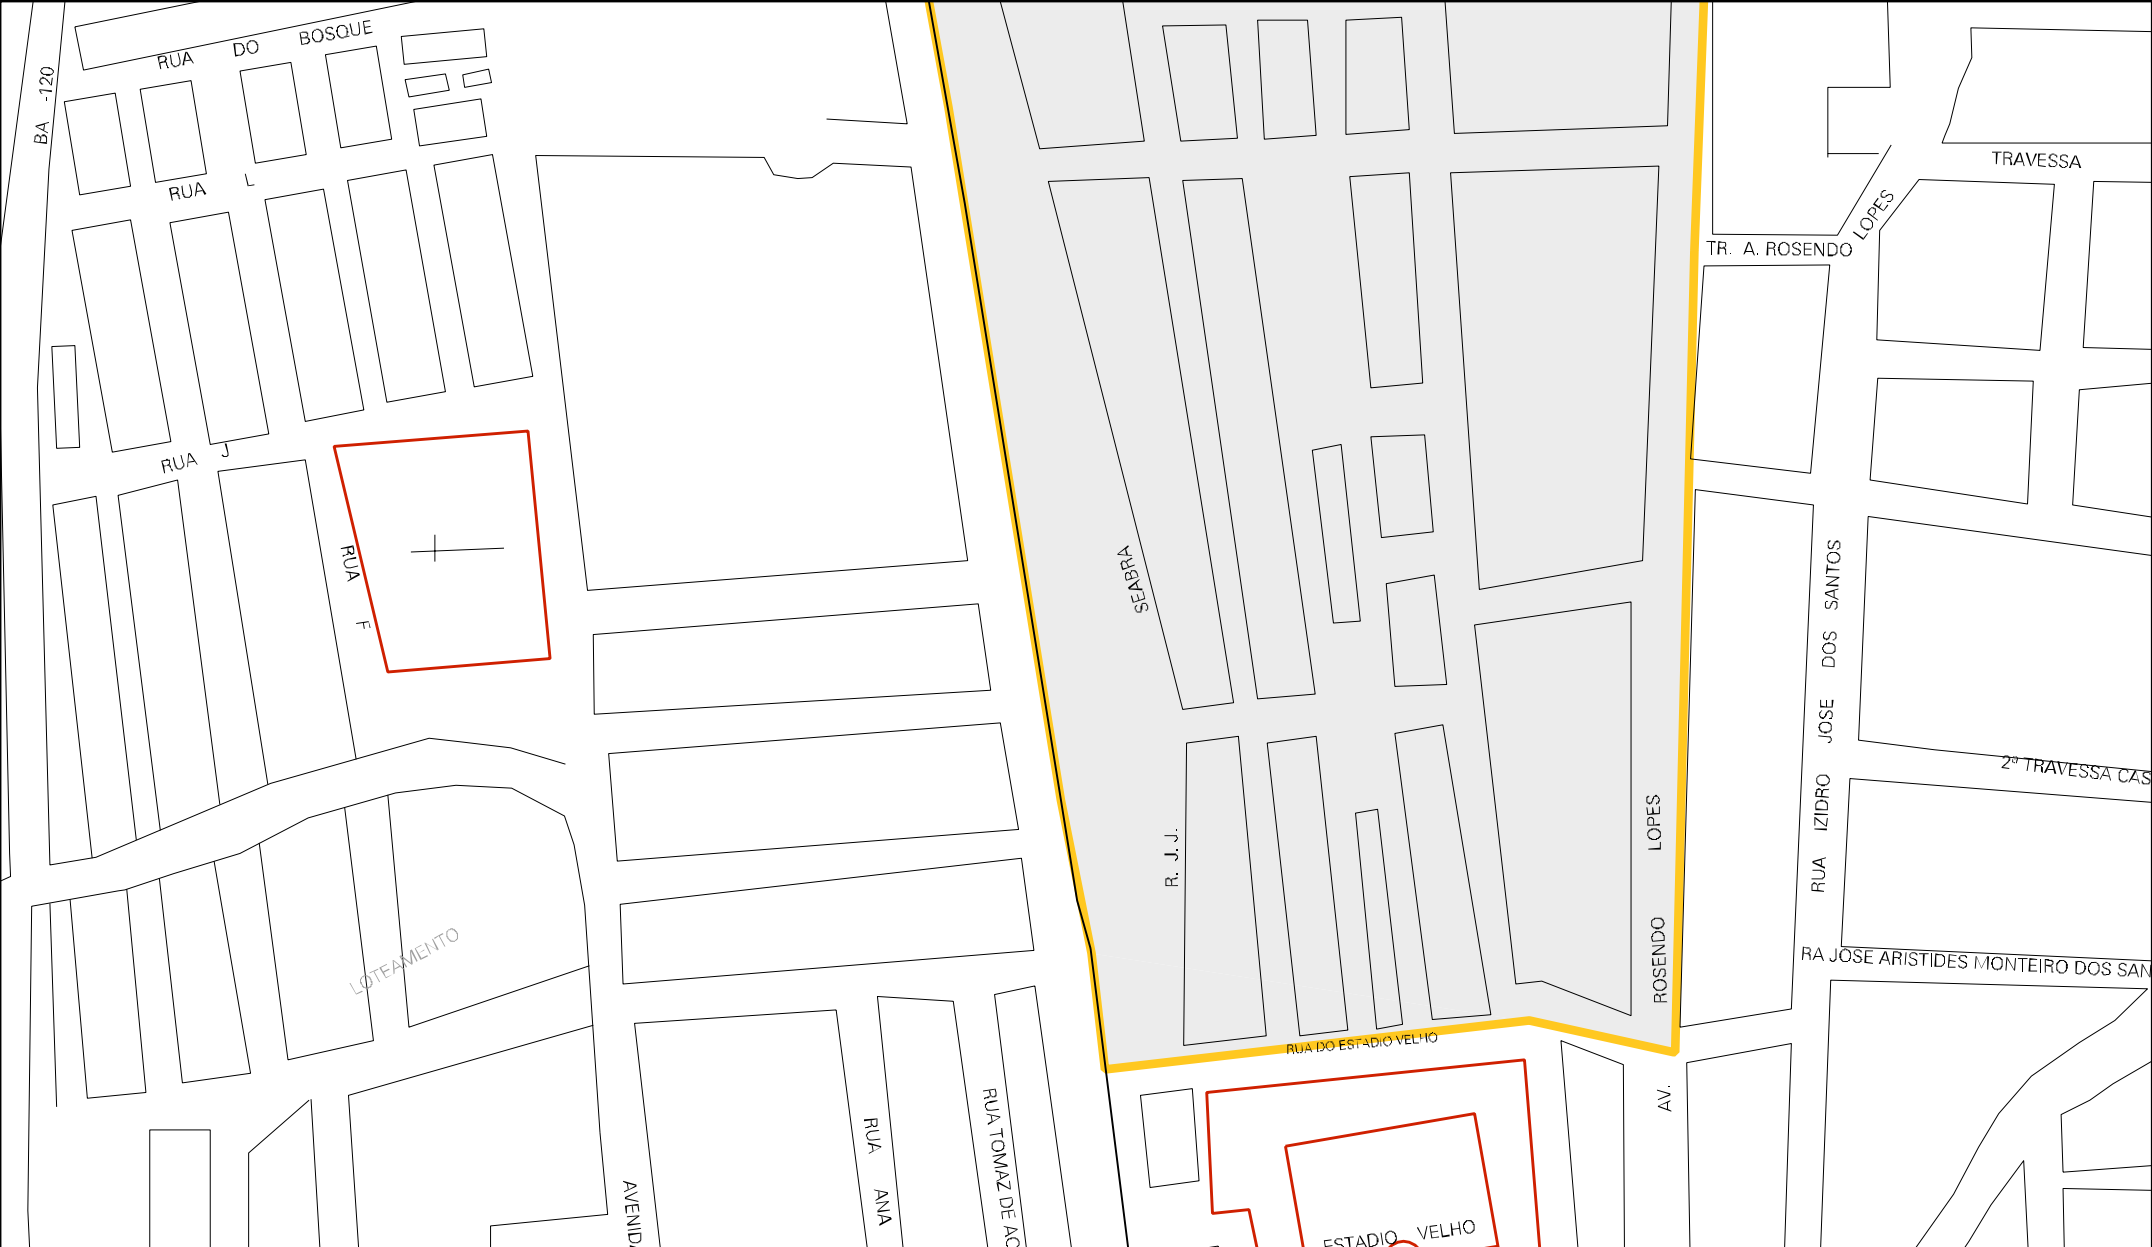 RUA DO BOSQUE
BA -120
RUA L
TRAVESSA
TR. A. ROSENDO LOPES
RUA J
RUA F
SEABRA
RUA IZIDRO JOSE DOS SANTOS
2ª TRAVESSA CAS
R. J. J.
AV. ROSENDO LOPES
LOTEAMENTO
RA JOSE ARISTIDES MONTEIRO DOS SAN
RUA DO ESTADIO VELHO
RUA ANA
RUA TOMAZ DE AC
AVENIDA
ESTADIO VELHO